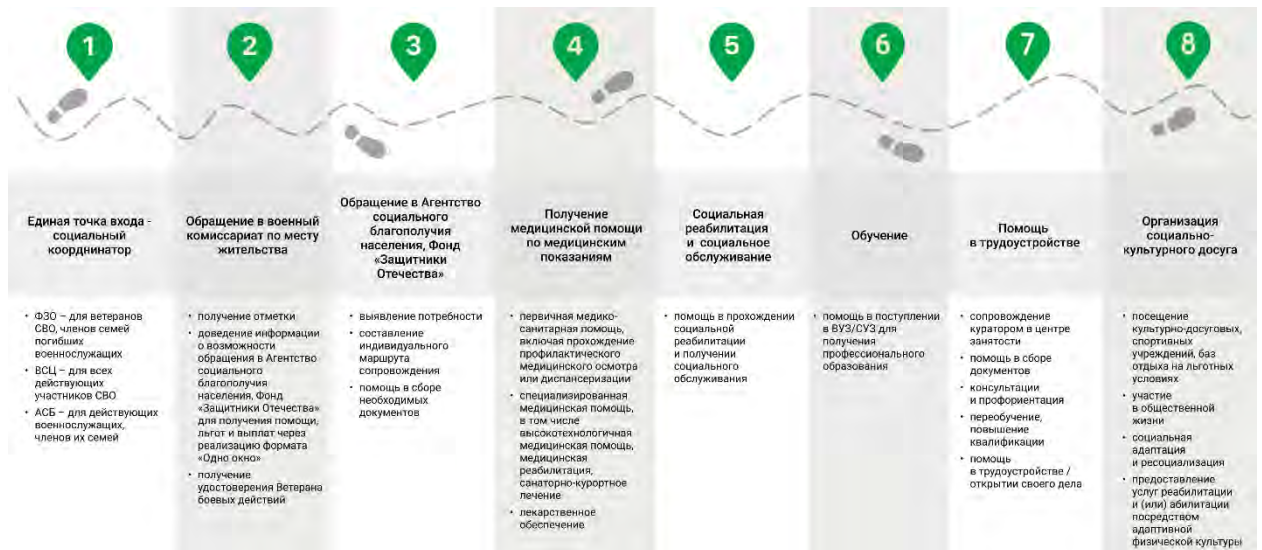 1
2
3
4
5
6
7
8
Единая точка входа -
социальный
коорднинатор
Обращение в военный
комиссариат по месту
жительства
Обращение в Агентство
социального
благополучия
населения, Фонд
«Защитники
Отечества»
Получение
медицинской помощи
по медицинским
показаниям
Социальная
реабилитация
и социальное
обслуживание
Обучение
Помощь
в трудоустройстве
Организация
социально-
культурного досуга
• ФЗО – для ветеранов
СВО, членов семей
погибших
военнослужащих
• ВСЦ – для всех
действующих
участников СВО
• АСБ – для действующих
военнослужащих,
членов их семей
• получение отметки
• доведение информации
о возможности
обращения в Агентство
социального
благополучия
населения, Фонд
«Защитники Отечества»
для получения помощи,
льгот и выплат через
реализацию формата
«Одно окно»
• получение
удостоверения Ветерана
боевых действий
• выявление потребности
• составление
индивидуального
маршрута
сопровождения
• помощь в сборе
необходимых
документов
• первичная медико-
санитарная помощь,
включая прохождение
профилактического
медицинского осмотра
или диспансеризации
• специализированная
медицинская помощь,
в том числе
высокотехнологичная
медицинская помощь,
медицинская
реабилитация,
санаторно-курортное
лечение
• лекарственное
обеспечение
• помощь в прохождении
социальной
реабилитации
и получении
социального
обслуживания
• помощь в поступлении
в ВУЗ/СУЗ для
получения
профессионального
образования
• сопровождение
куратором в центре
занятости
• помощь в сборе
документов
• консультации
и профориентация
• переобучение,
повышение
квалификации
• помощь
в трудоустройстве /
открытии своего дела
• посещение
культурно-досуговых,
спортивных
учреждений, баз
отдыха на льготных
условиях
• участие
в общественной
жизни
• социальная
адаптация
и ресоциализация
• предоставление
услуг реабилитации
и (или) абилитации
посредством
адаптивной
физической культуры